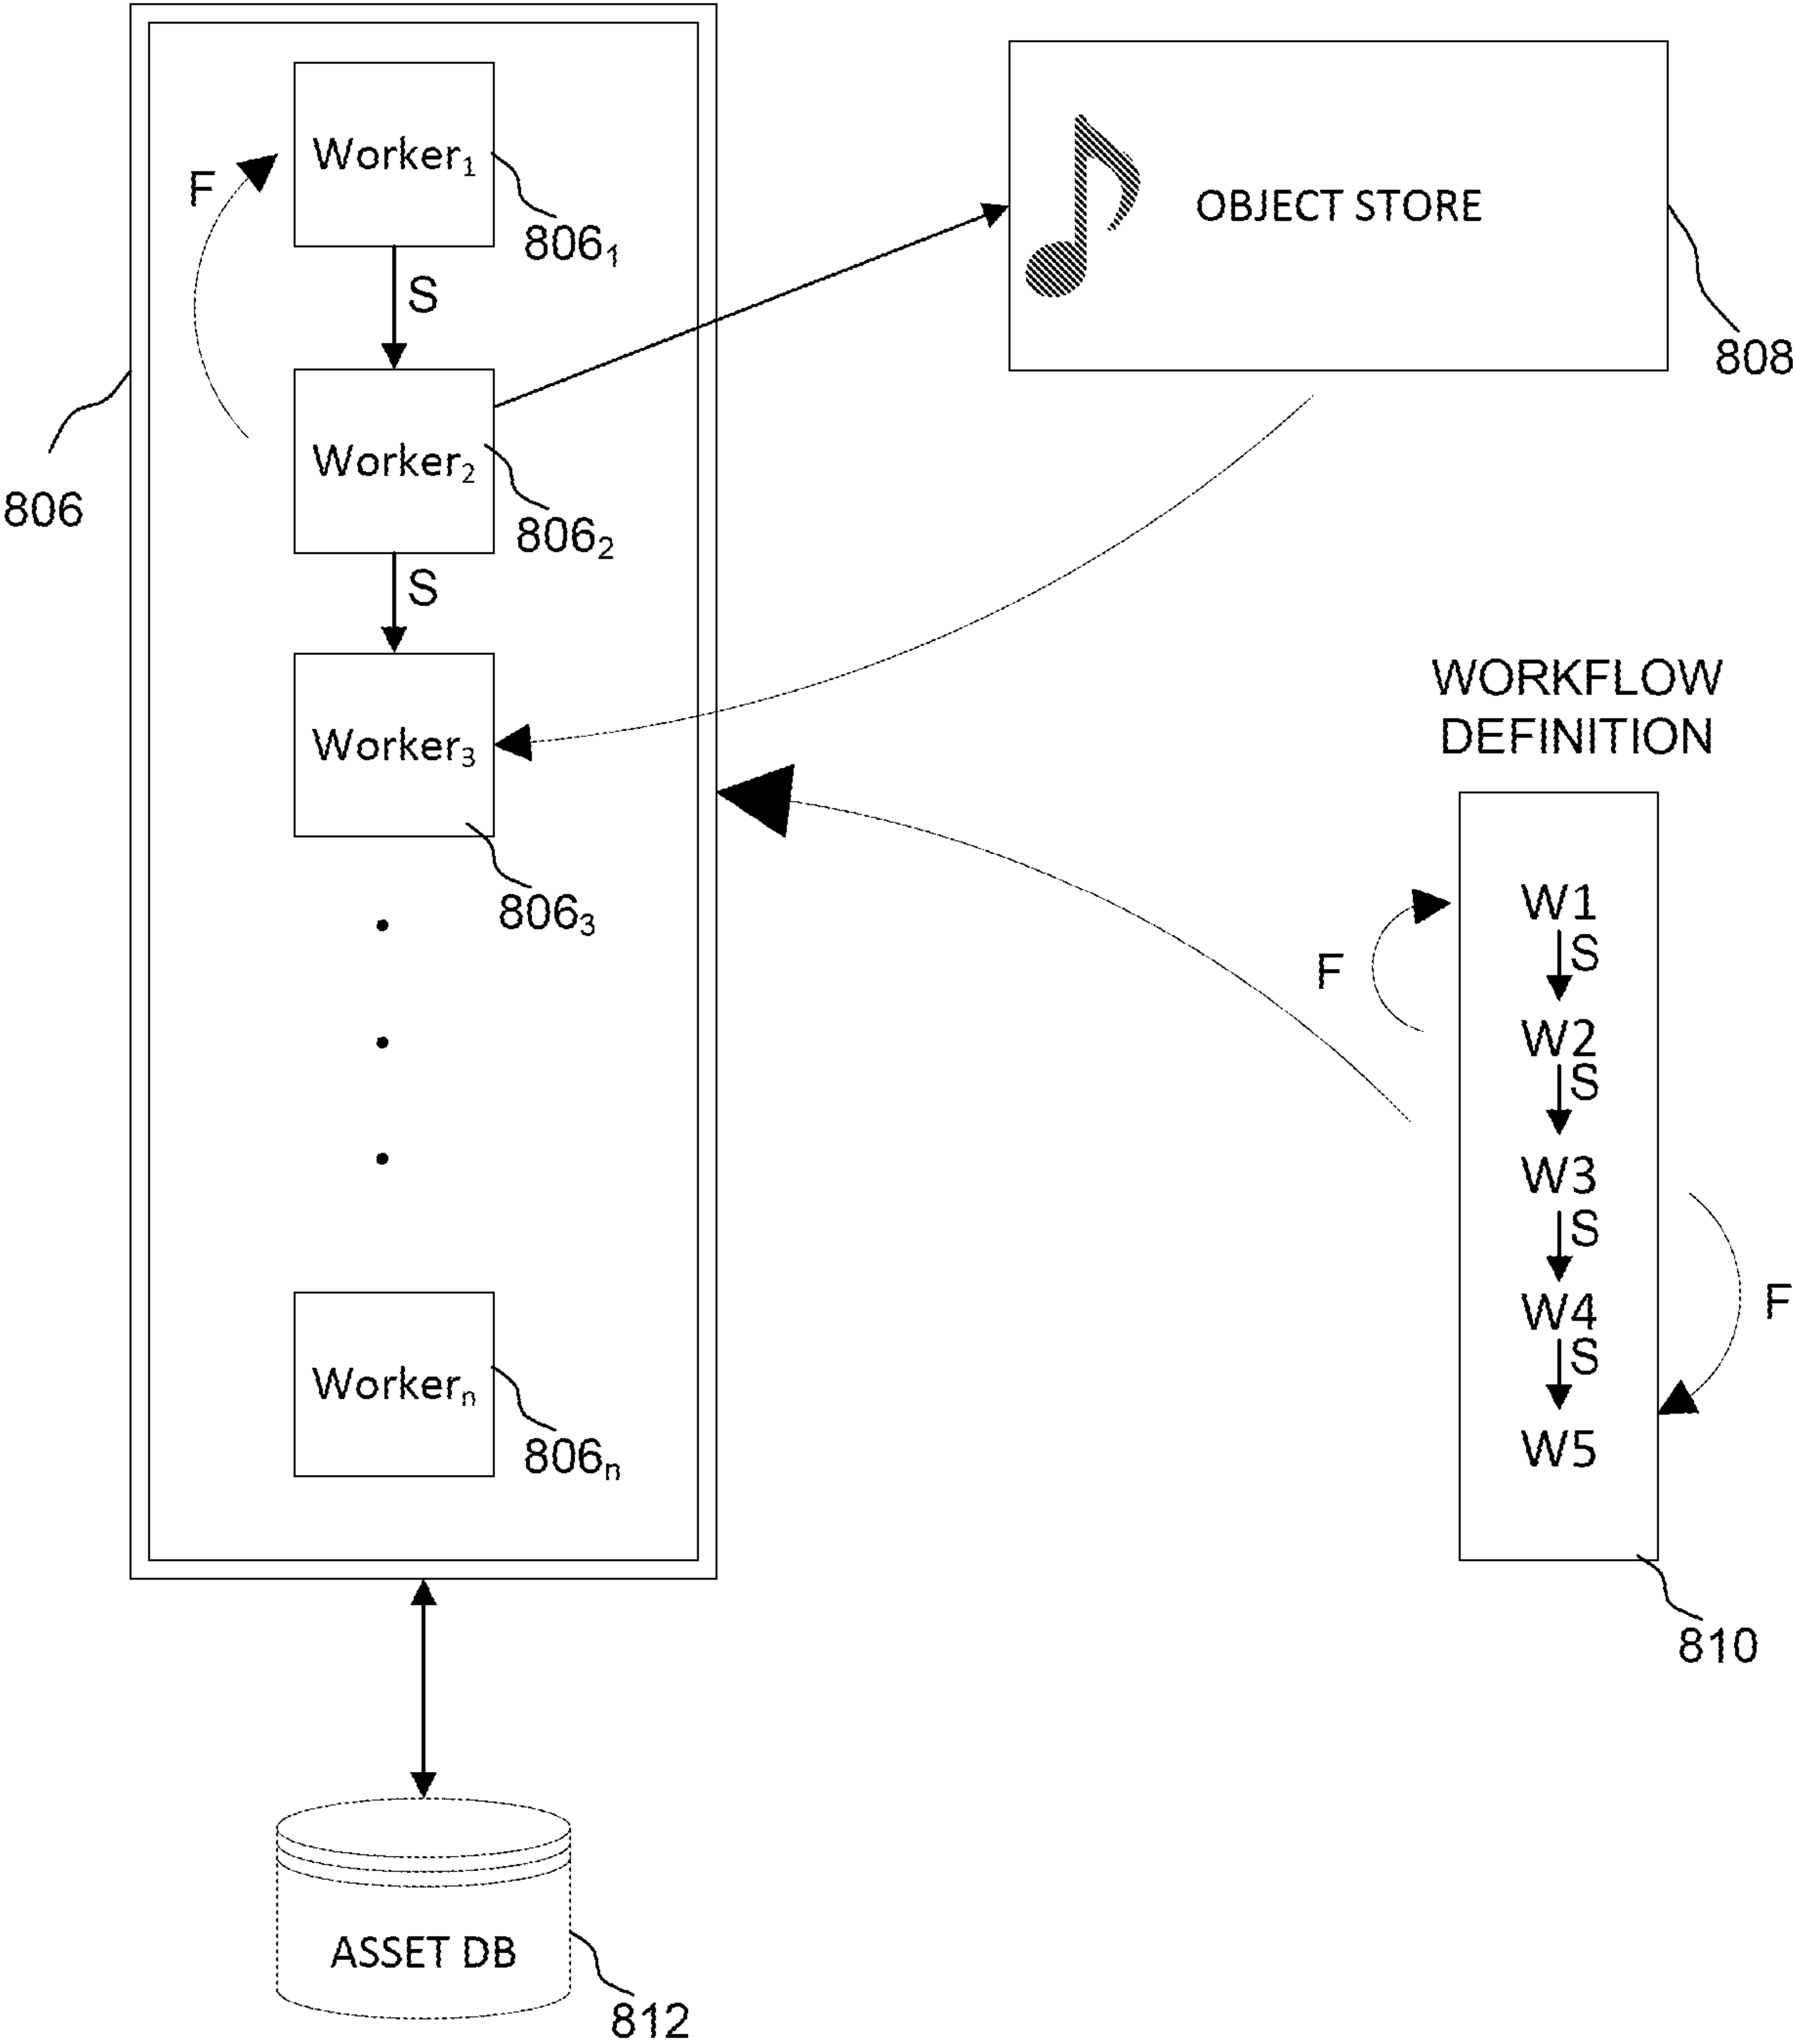 Worker₁
F
806₁
S
OBJECT STORE
808
Worker₂
806
806₂
S
Worker₃
806₃
WORKFLOW
DEFINITION
W1
S
F
W2
S
W3
S
F
W4
S
W5
Workerₙ
806ₙ
810
ASSET DB
812